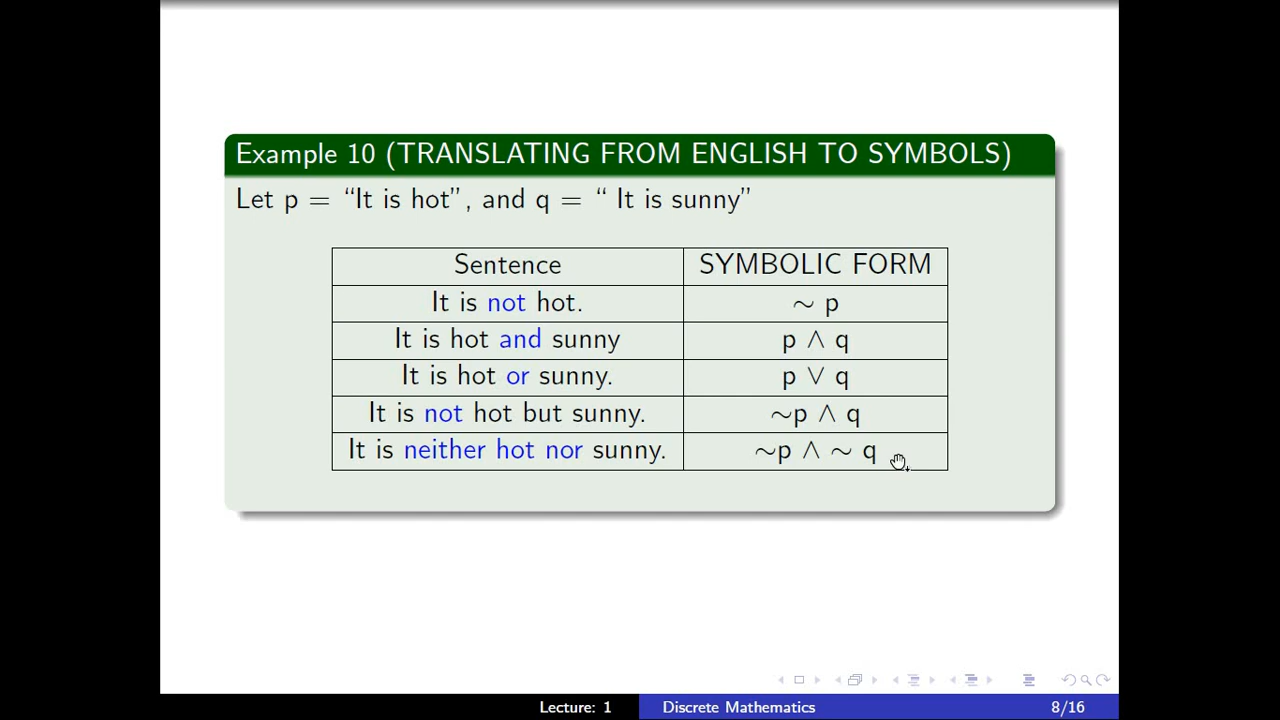 Example 10 (TRANSLATING FROM ENGLISH TO SYMBOLS)
Let p = “It is hot”, and q = “ It is sunny”
Sentence SYMBOLIC FORM
It is not hot. ∼ p
It is hot and sunny p ∧ q
It is hot or sunny. p ∨ q
It is not hot but sunny. ∼p ∧ q
It is neither hot nor sunny. ∼p ∧ ∼ q
Lecture: 1 Discrete Mathematics 8/16